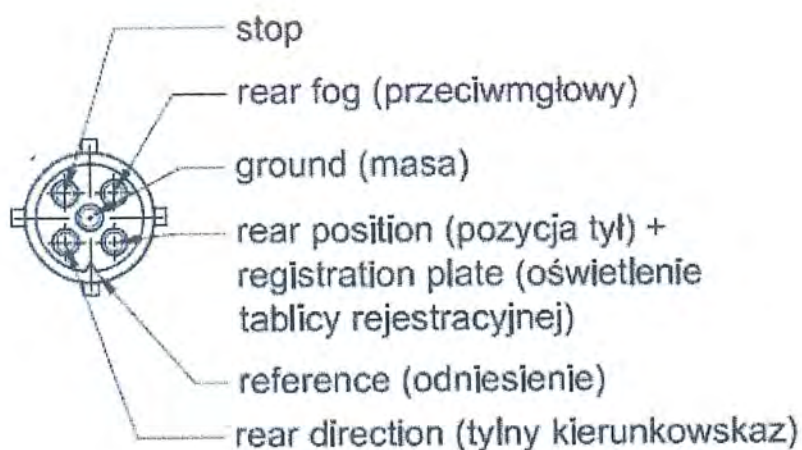 stop
rear fog (przeciwmgłowy)
ground (masa)
rear position (pozycja tył) +
registration plate (oświetlenie
tablicy rejestracyjnej)
reference (odniesienie)
rear direction (tylny kierunkowskaz)